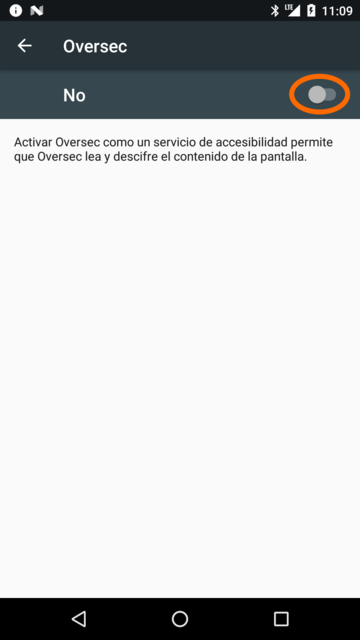 LTE 11:09
Oversec
No
Activar Oversec como un servicio de accesibilidad permite
que Oversec lea y descifre el contenido de la pantalla.